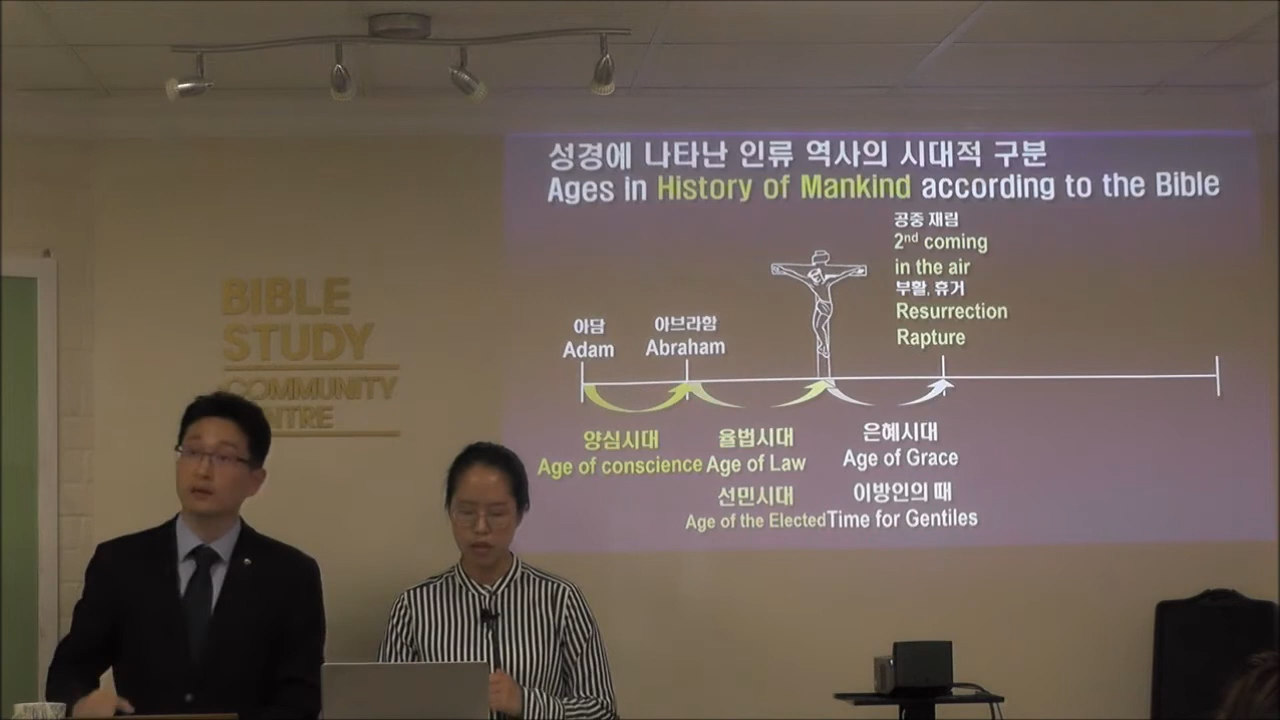 성경에 나타난 인류 역사의 시대적 구분
Ages in History of Mankind according to the Bible
공중 재림
2nd coming
in the air
부활, 휴거
Resurrection
Rapture
아담
Adam
아브라함
Abraham
양심시대
Age of conscience
율법시대
Age of Law
은혜시대
Age of Grace
선민시대
Age of the Elected
이방인의 때
Time for Gentiles
BIBLE
STUDY
COMMUNITY
CENTRE